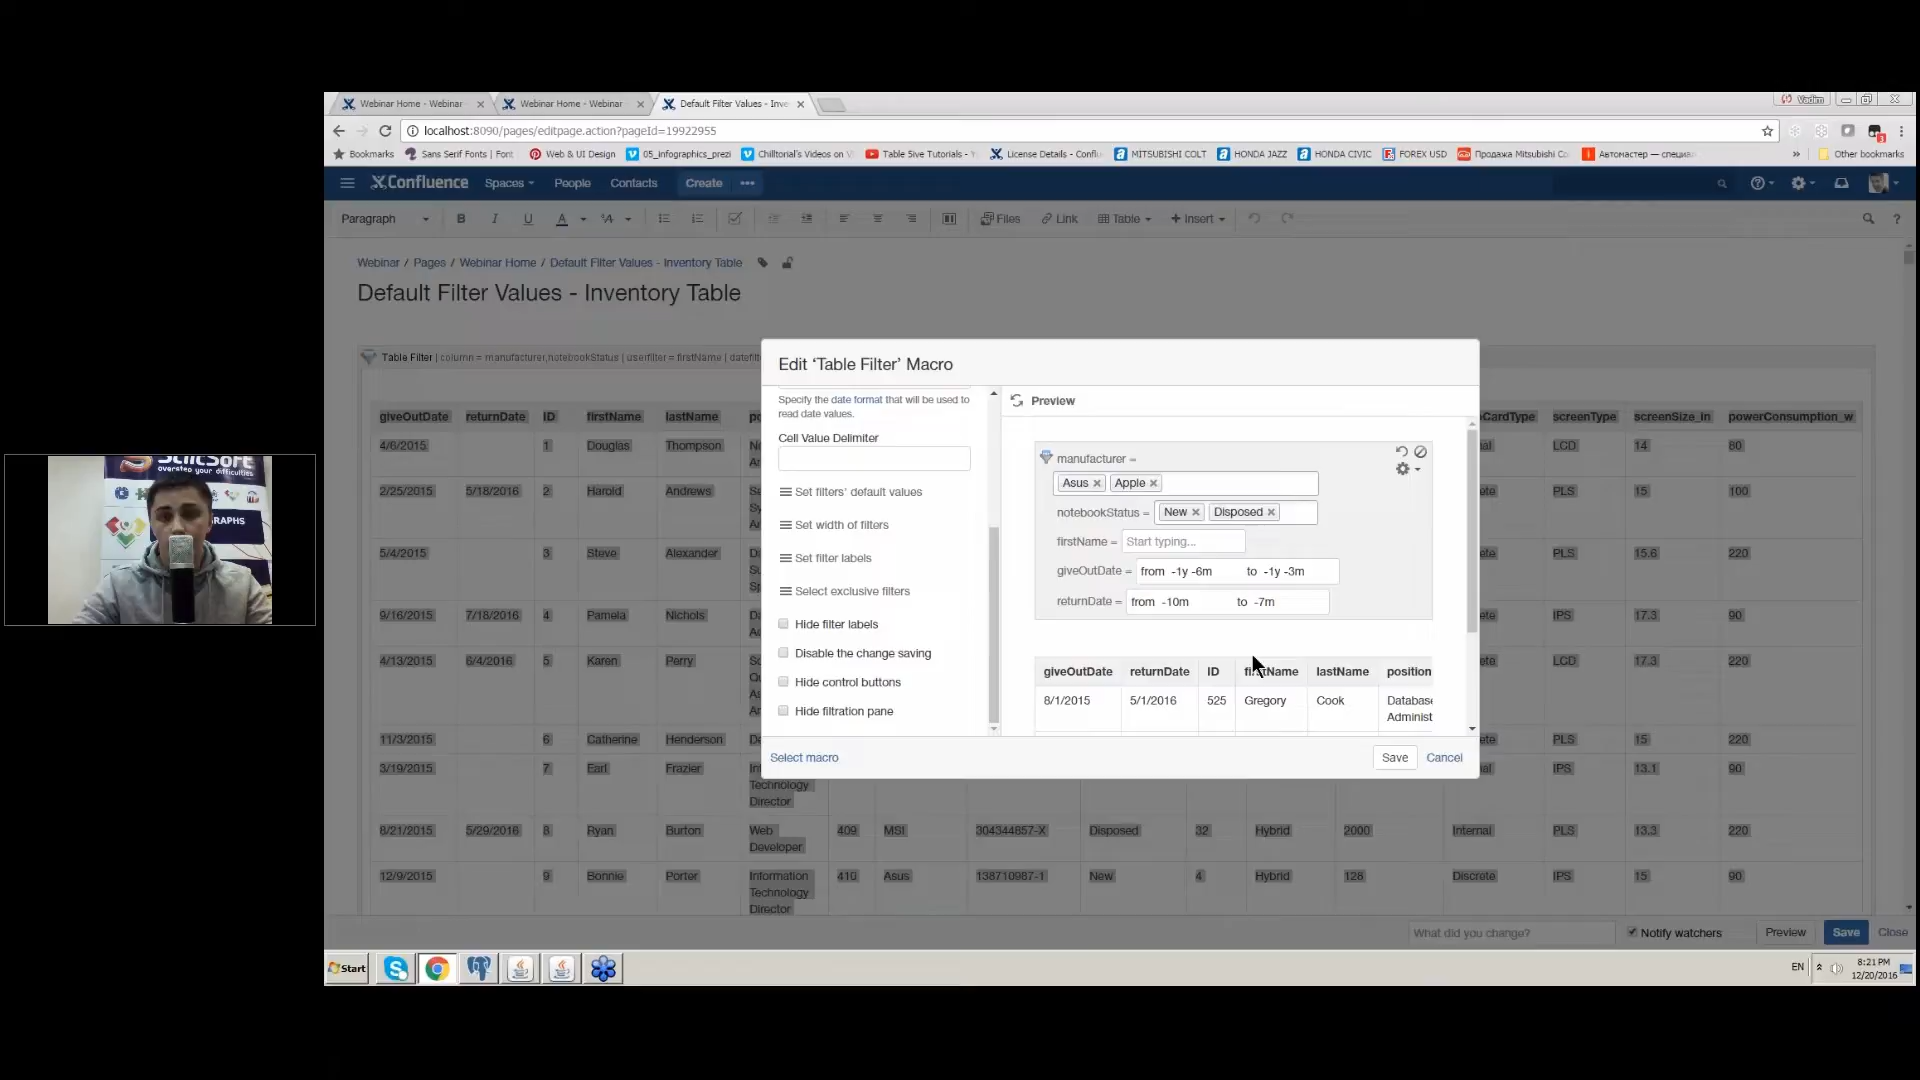 Webinar Home - Webinar
Webinar Home - Webinar
Default Filter Values - Inve
Vadim
localhost:8090/pages/editpage.action?pageId=19922955
Bookmarks
Sans Serif Fonts | Font
Web & UI Design
05_infographics_prezi
Chilltorial's Videos on V
Table 5ive Tutorials -
License Details - Conflu
MITSUBISHI COLT
HONDA JAZZ
HONDA CIVIC
FOREX USD
Продажа Mitsubishi Co
Автомастер — специа
Other bookmarks
Confluence Spaces People Contacts Create
Paragraph B I U A Files Link Table Insert
Webinar / Pages / Webinar Home / Default Filter Values - Inventory Table
Default Filter Values - Inventory Table
Table Filter | column = manufacturer,notebookStatus | userfilter = firstName | datefilt
giveOutDate returnDate ID firstName lastName po CardType screenType screenSize_in powerConsumption_w
4/6/2015 1 Douglas Thompson LCD 14 80
2/25/2015 5/18/2016 2 Harold Andrews PLS 15 100
5/4/2015 3 Steve Alexander PLS 15.6 220
9/16/2015 7/18/2016 4 Pamela Nichols IPS 17.3 90
4/13/2015 6/4/2016 5 Karen Perry LCD 17.3 220
11/3/2015 6 Catherine Henderson PLS 15 220
3/19/2015 7 Earl Frazier IPS 13.1 90
Technology
Director
8/21/2015 5/29/2016 8 Ryan Burton Web 409 MSI 304344857-X Disposed 32 Hybrid 2000 Internal PLS 13.3 220
Developer
12/9/2015 9 Bonnie Porter Information 410 Asus 138710987-1 New 4 Hybrid 128 Discrete IPS 15 90
Technology
Director
Edit ‘Table Filter’ Macro
Specify the date format that will be used to
read date values.
Cell Value Delimiter
Set filters' default values
Set width of filters
Set filter labels
Select exclusive filters
Hide filter labels
Disable the change saving
Hide control buttons
Hide filtration pane
Select macro
Preview
manufacturer =
Asus Apple
notebookStatus = New Disposed
firstName = Start typing...
giveOutDate = from -1y -6m to -1y -3m
returnDate = from -10m to -7m
giveOutDate returnDate ID firstName lastName position
8/1/2015 5/1/2016 525 Gregory Cook Database
Administ
Save Cancel
What did you change? Notify watchers Preview Save Close
Start
EN
8:21 PM
12/20/2016
StiltSoft
overstep your difficulties
GRAPHS